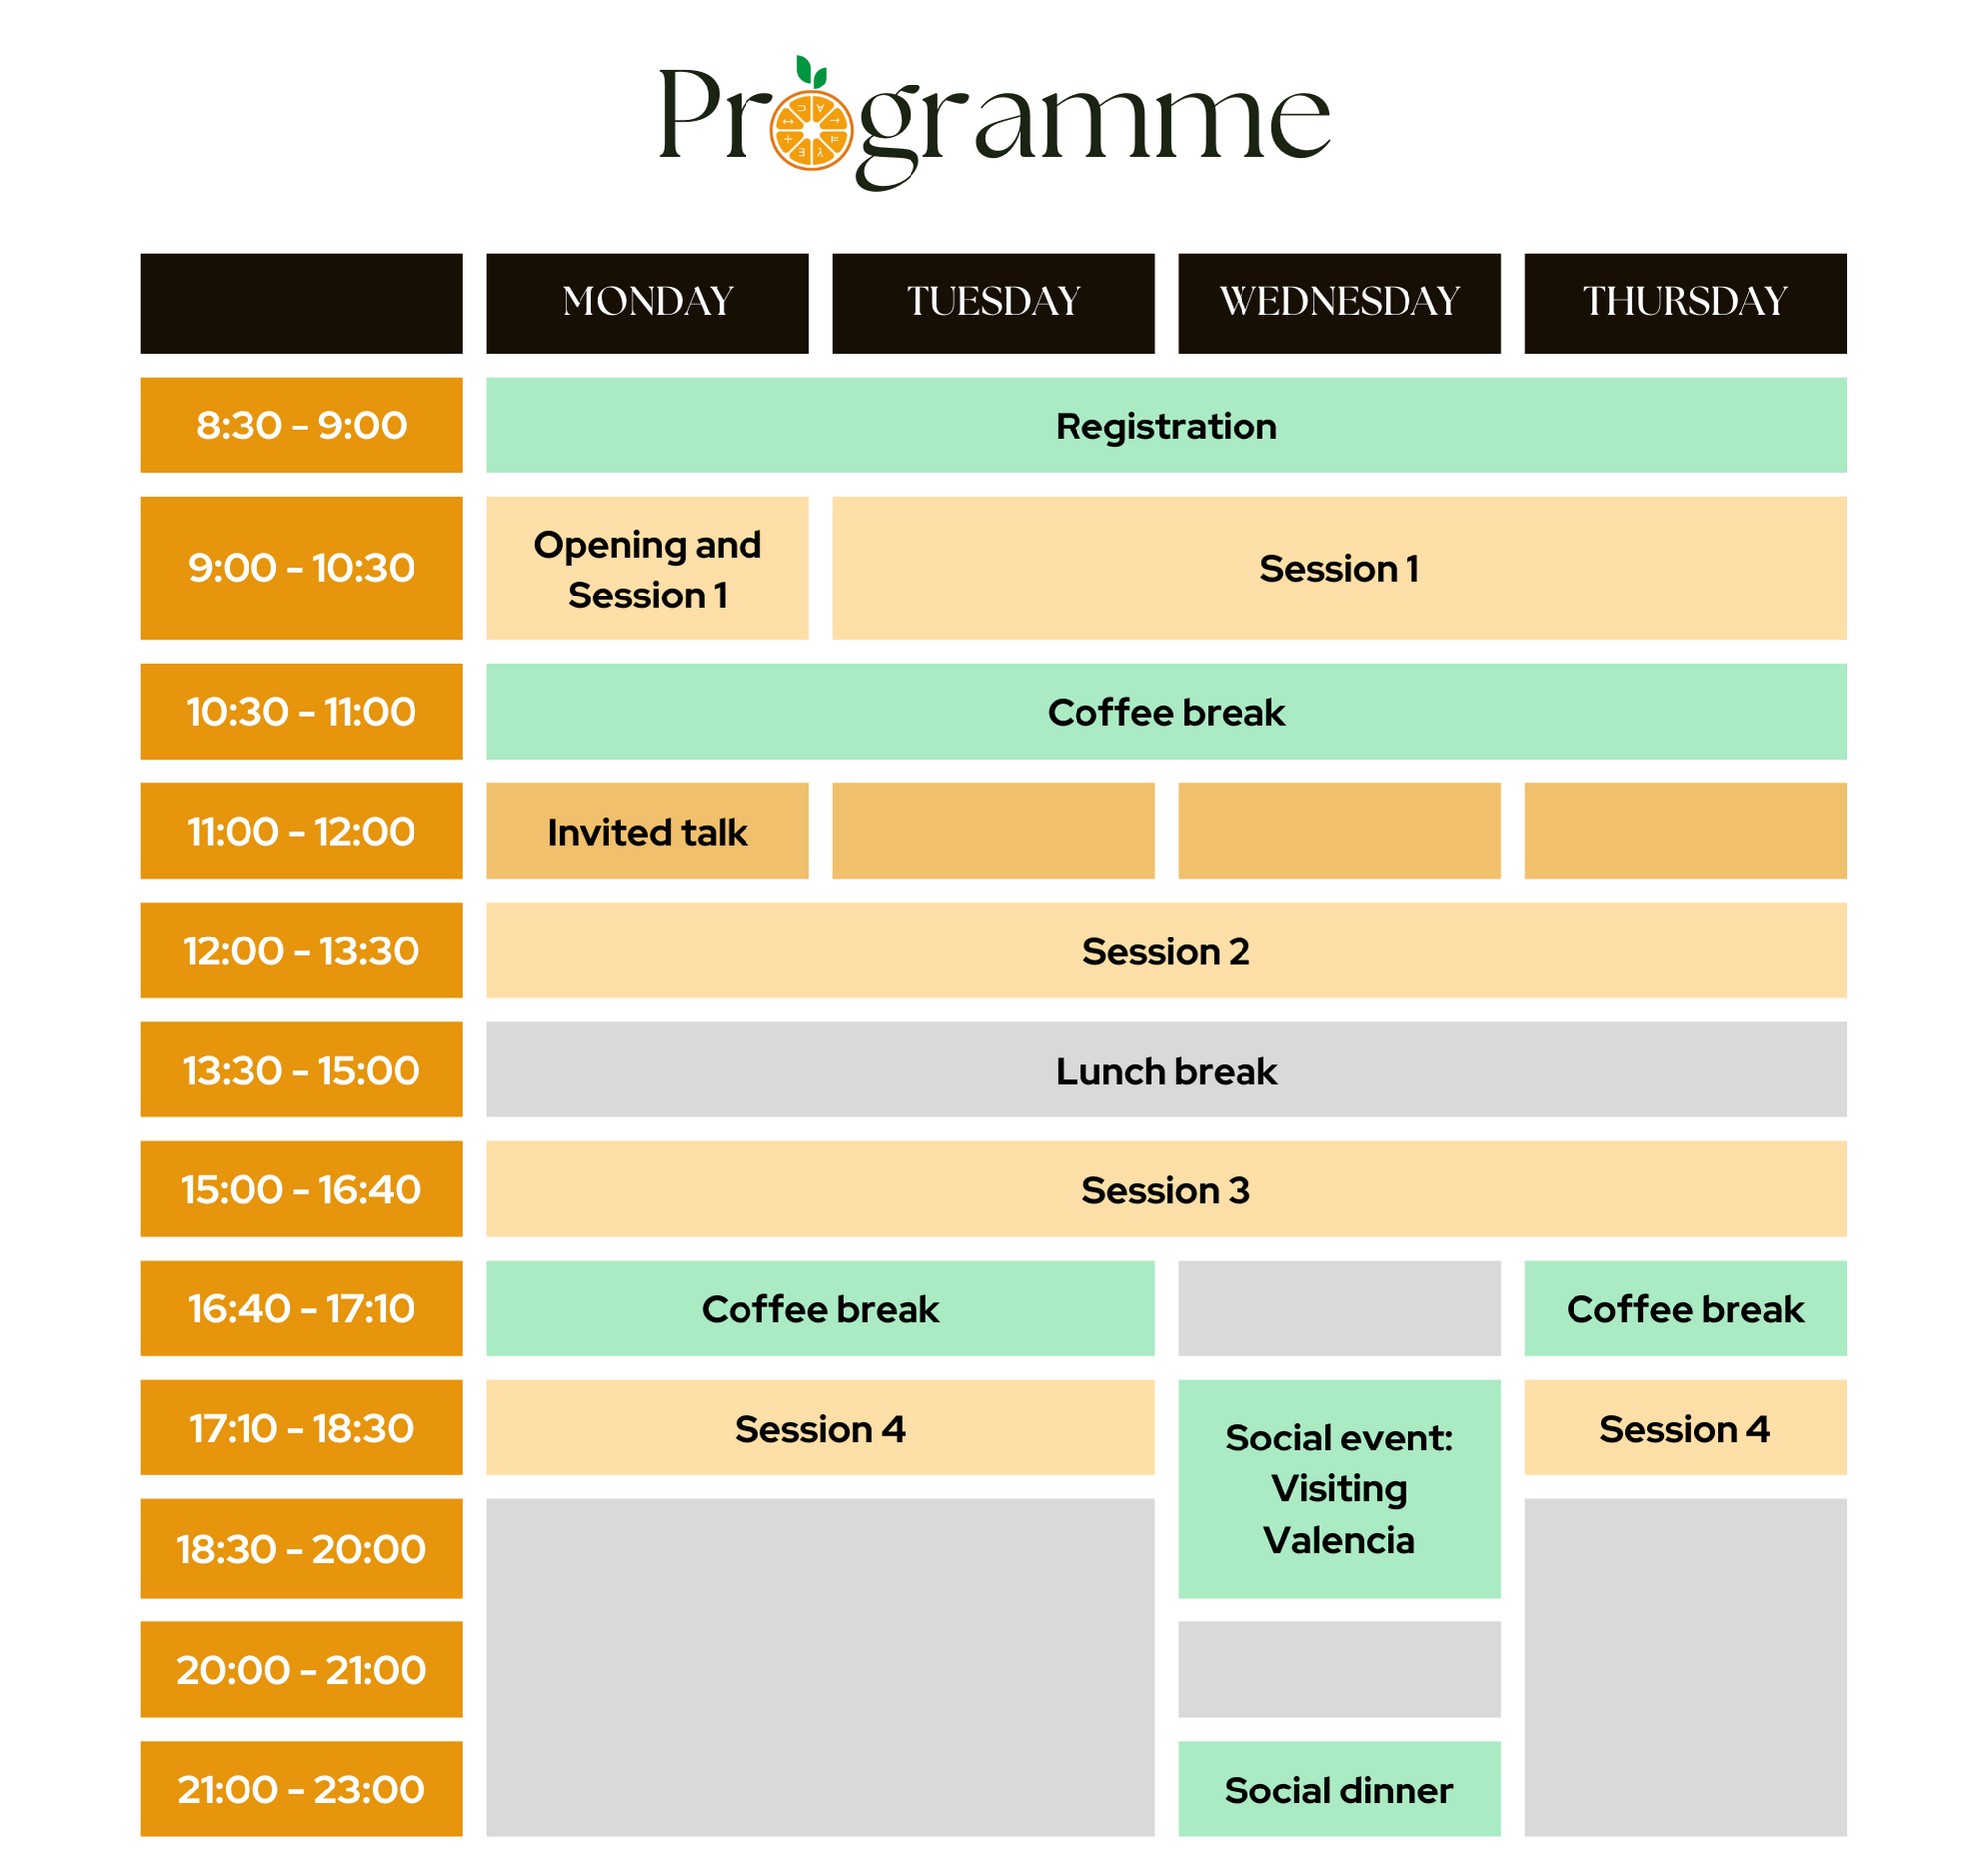 Programme
MONDAY
TUESDAY
WEDNESDAY
THURSDAY
8:30 - 9:00
Registration
9:00 - 10:30
Opening and
Session 1
Session 1
10:30 - 11:00
Coffee break
11:00 - 12:00
Invited talk
12:00 - 13:30
Session 2
13:30 - 15:00
Lunch break
15:00 - 16:40
Session 3
16:40 - 17:10
Coffee break
Coffee break
17:10 - 18:30
Session 4
Social event:
Visiting
Valencia
Session 4
18:30 - 20:00
20:00 - 21:00
21:00 - 23:00
Social dinner